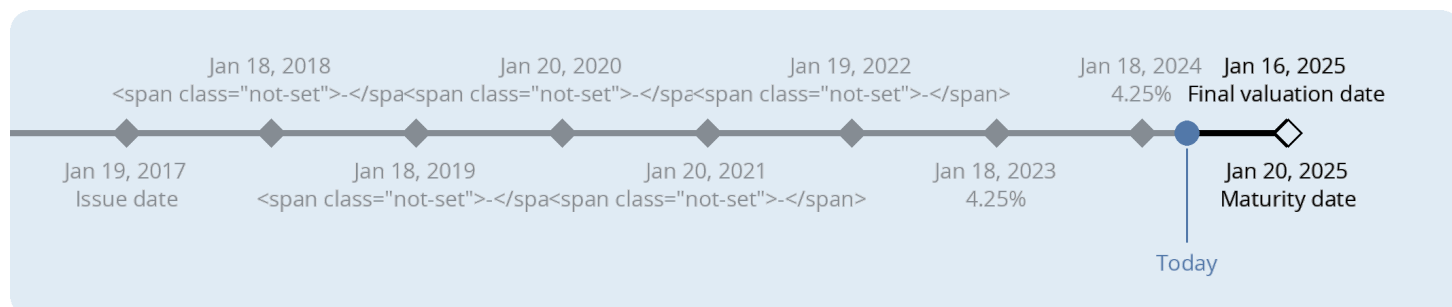 Jan 18, 2018
<span class="not-set">-</spa
Jan 20, 2020
<span class="not-set">-</spa
Jan 19, 2022
<span class="not-set">-</span>
Jan 18, 2024
4.25%
Jan 16, 2025
Final valuation date
Jan 19, 2017
Issue date
Jan 18, 2019
<span class="not-set">-</spa
Jan 20, 2021
<span class="not-set">-</span>
Jan 18, 2023
4.25%
Jan 20, 2025
Maturity date
Today